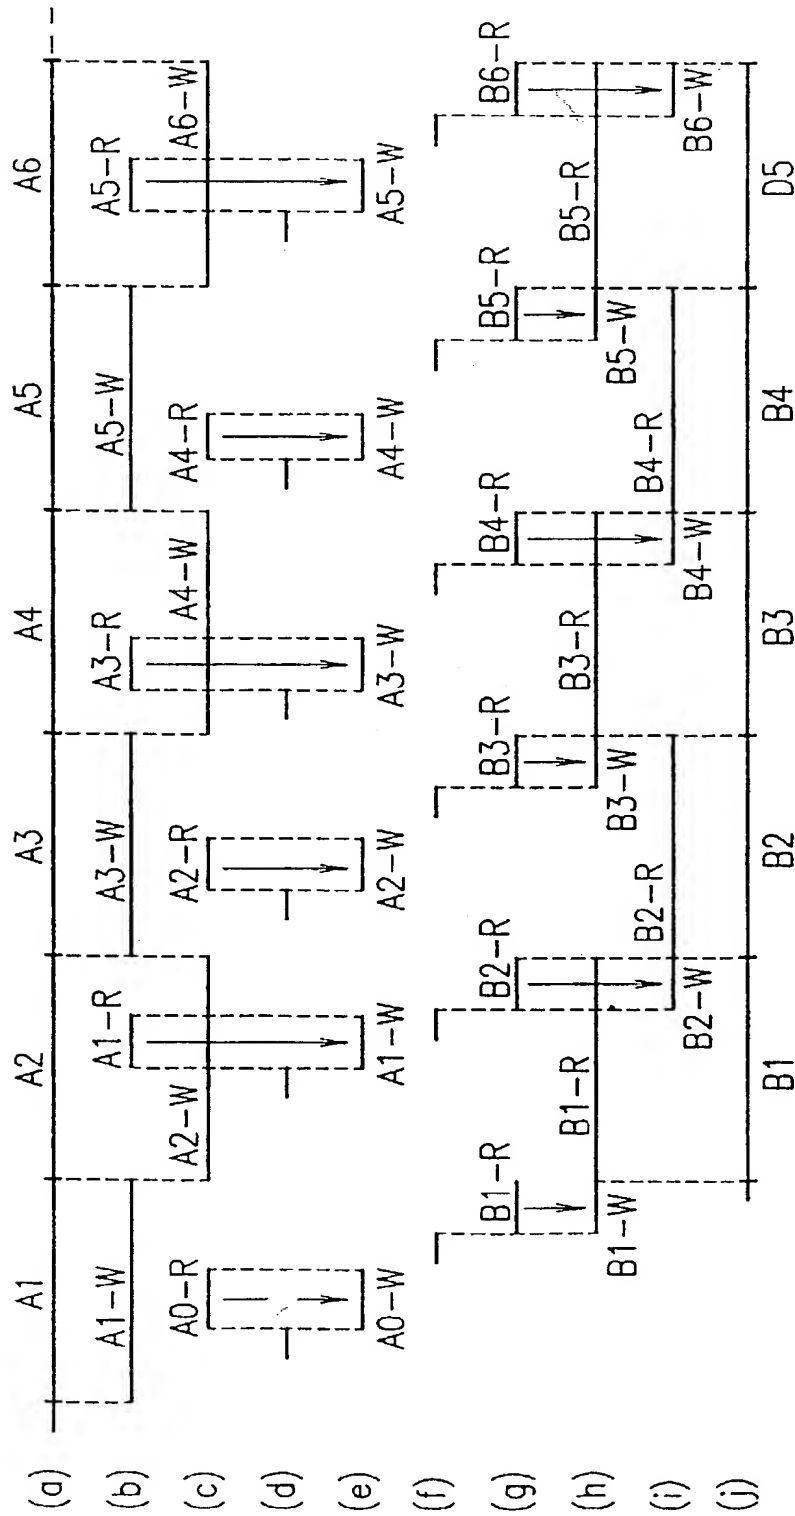 (a) A1 A2 A3 A4 A5 A6
(b) A1-W A1-R A3-W A3-R A5-W A5-R
(c) A0-R A2-W A2-R A4-W A4-R A6-W
(d)
(e) A0-W A1-W A2-W A3-W A4-W A5-W
(f)
(g) B1-R B2-R B3-R B4-R B5-R B6-R
(h) B1-W B1-R B3-W B3-R B5-W B5-R
(i) B2-W B2-R B4-W B4-R B6-W
(j) B1 B2 B3 B4 D5